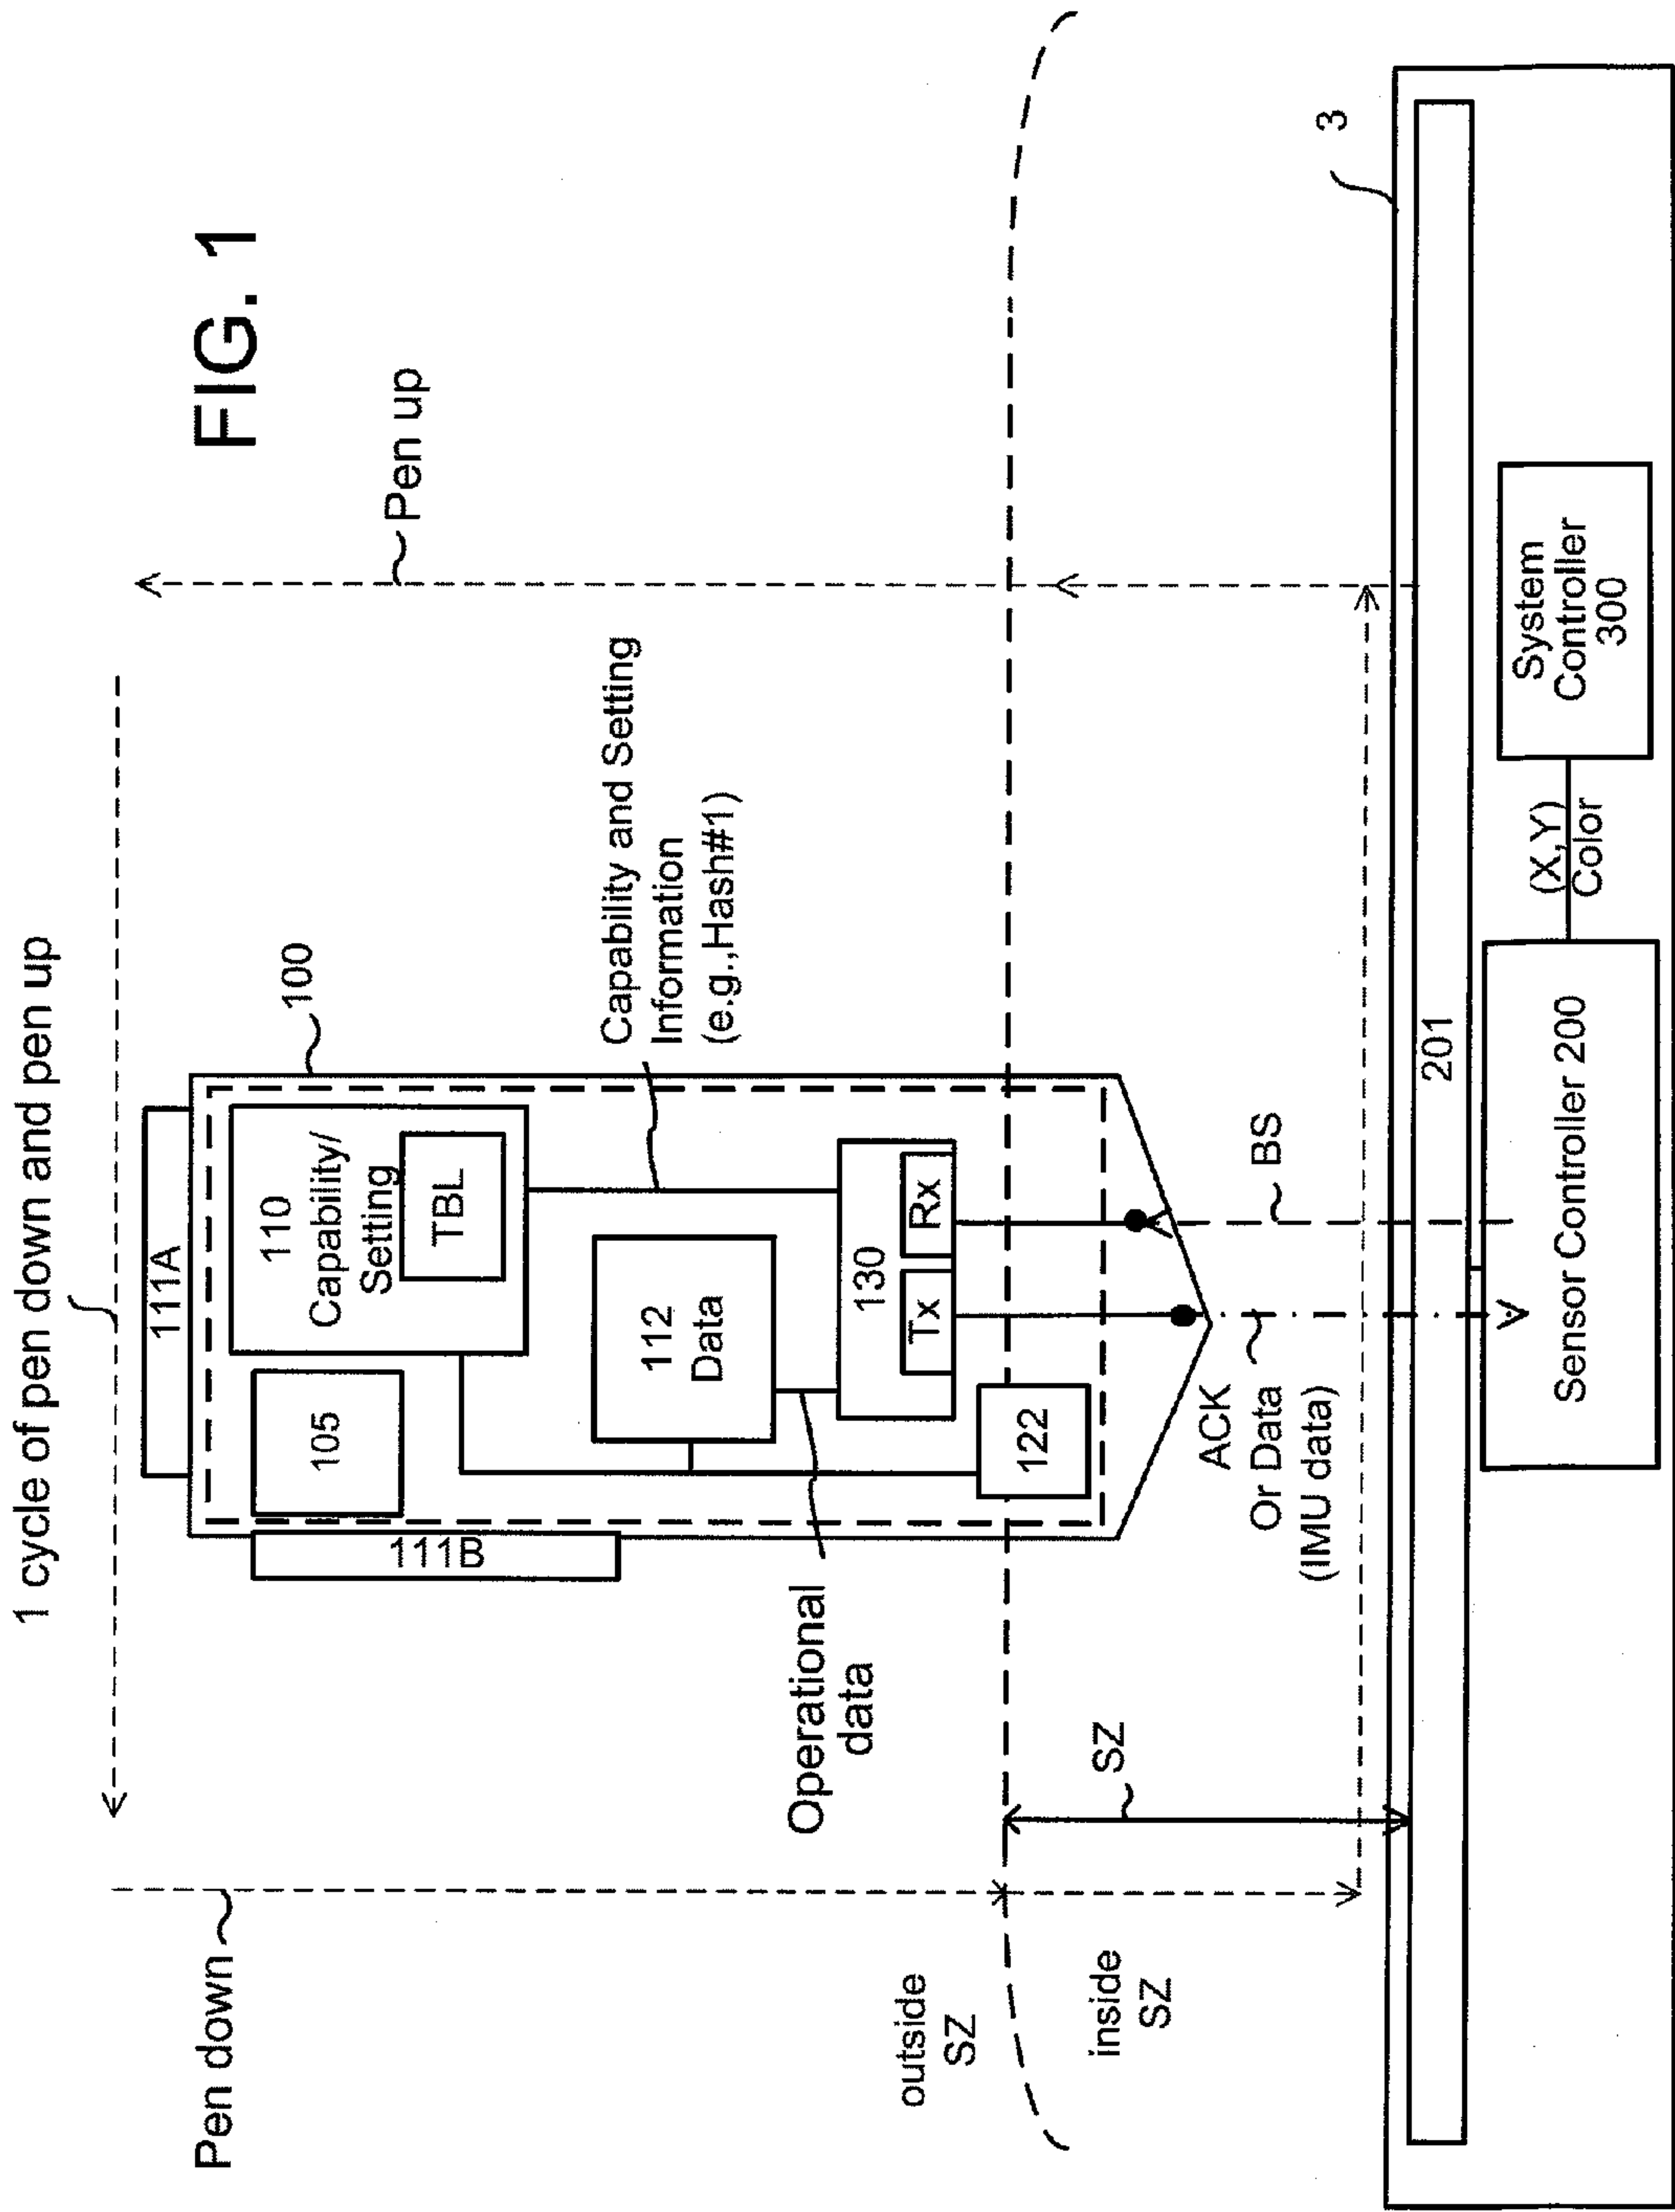 1 cycle of pen down and pen up
FIG. 1
Pen down
Pen up
111A
100
111B
105
110
Capability/
Setting
TBL
112
Data
Capability and Setting
Information
(e.g.,Hash#1)
Operational
data
130
Tx
Rx
122
outside
SZ
inside
SZ
SZ
ACK
Or Data
(IMU data)
BS
3
201
Sensor Controller 200
(X,Y)
Color
System
Controller
300